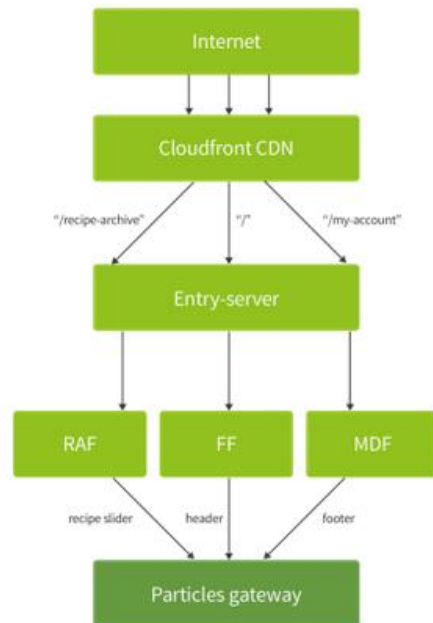 Internet
Cloudfront CDN
“/recipe-archive” “/” “/my-account”
Entry-server
RAF FF MDF
recipe slider header footer
Particles gateway